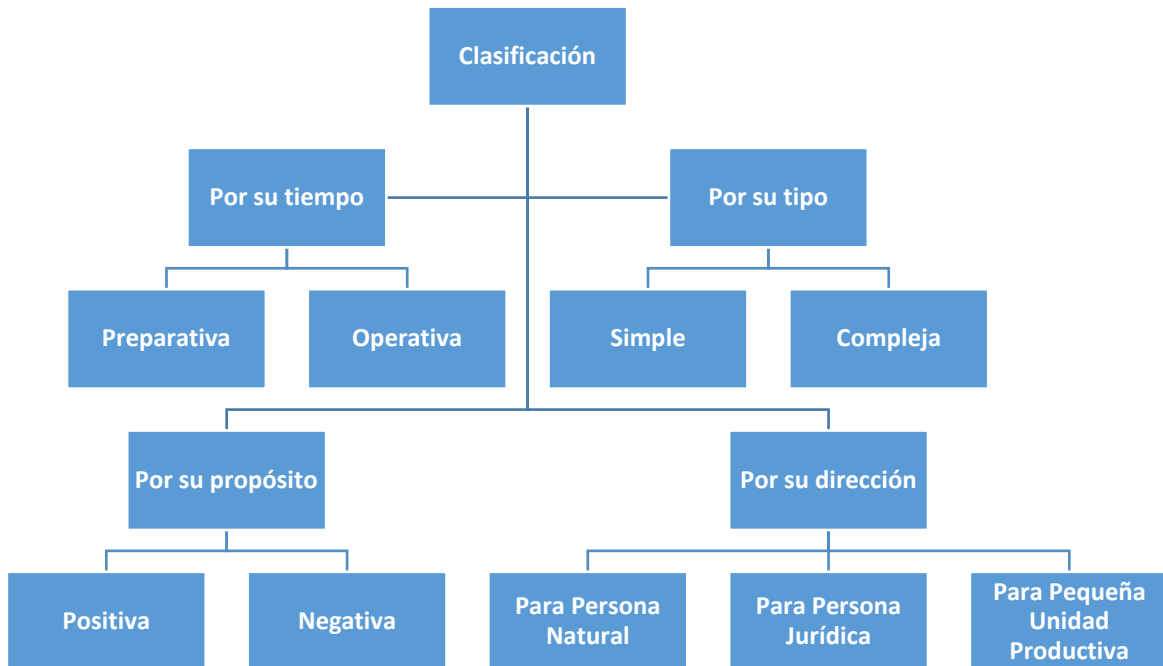 Clasificación
Por su tiempo
Por su tipo
Preparativa
Operativa
Simple
Compleja
Por su propósito
Por su dirección
Positiva
Negativa
Para Persona
Natural
Para Persona
Jurídica
Para Pequeña
Unidad
Productiva